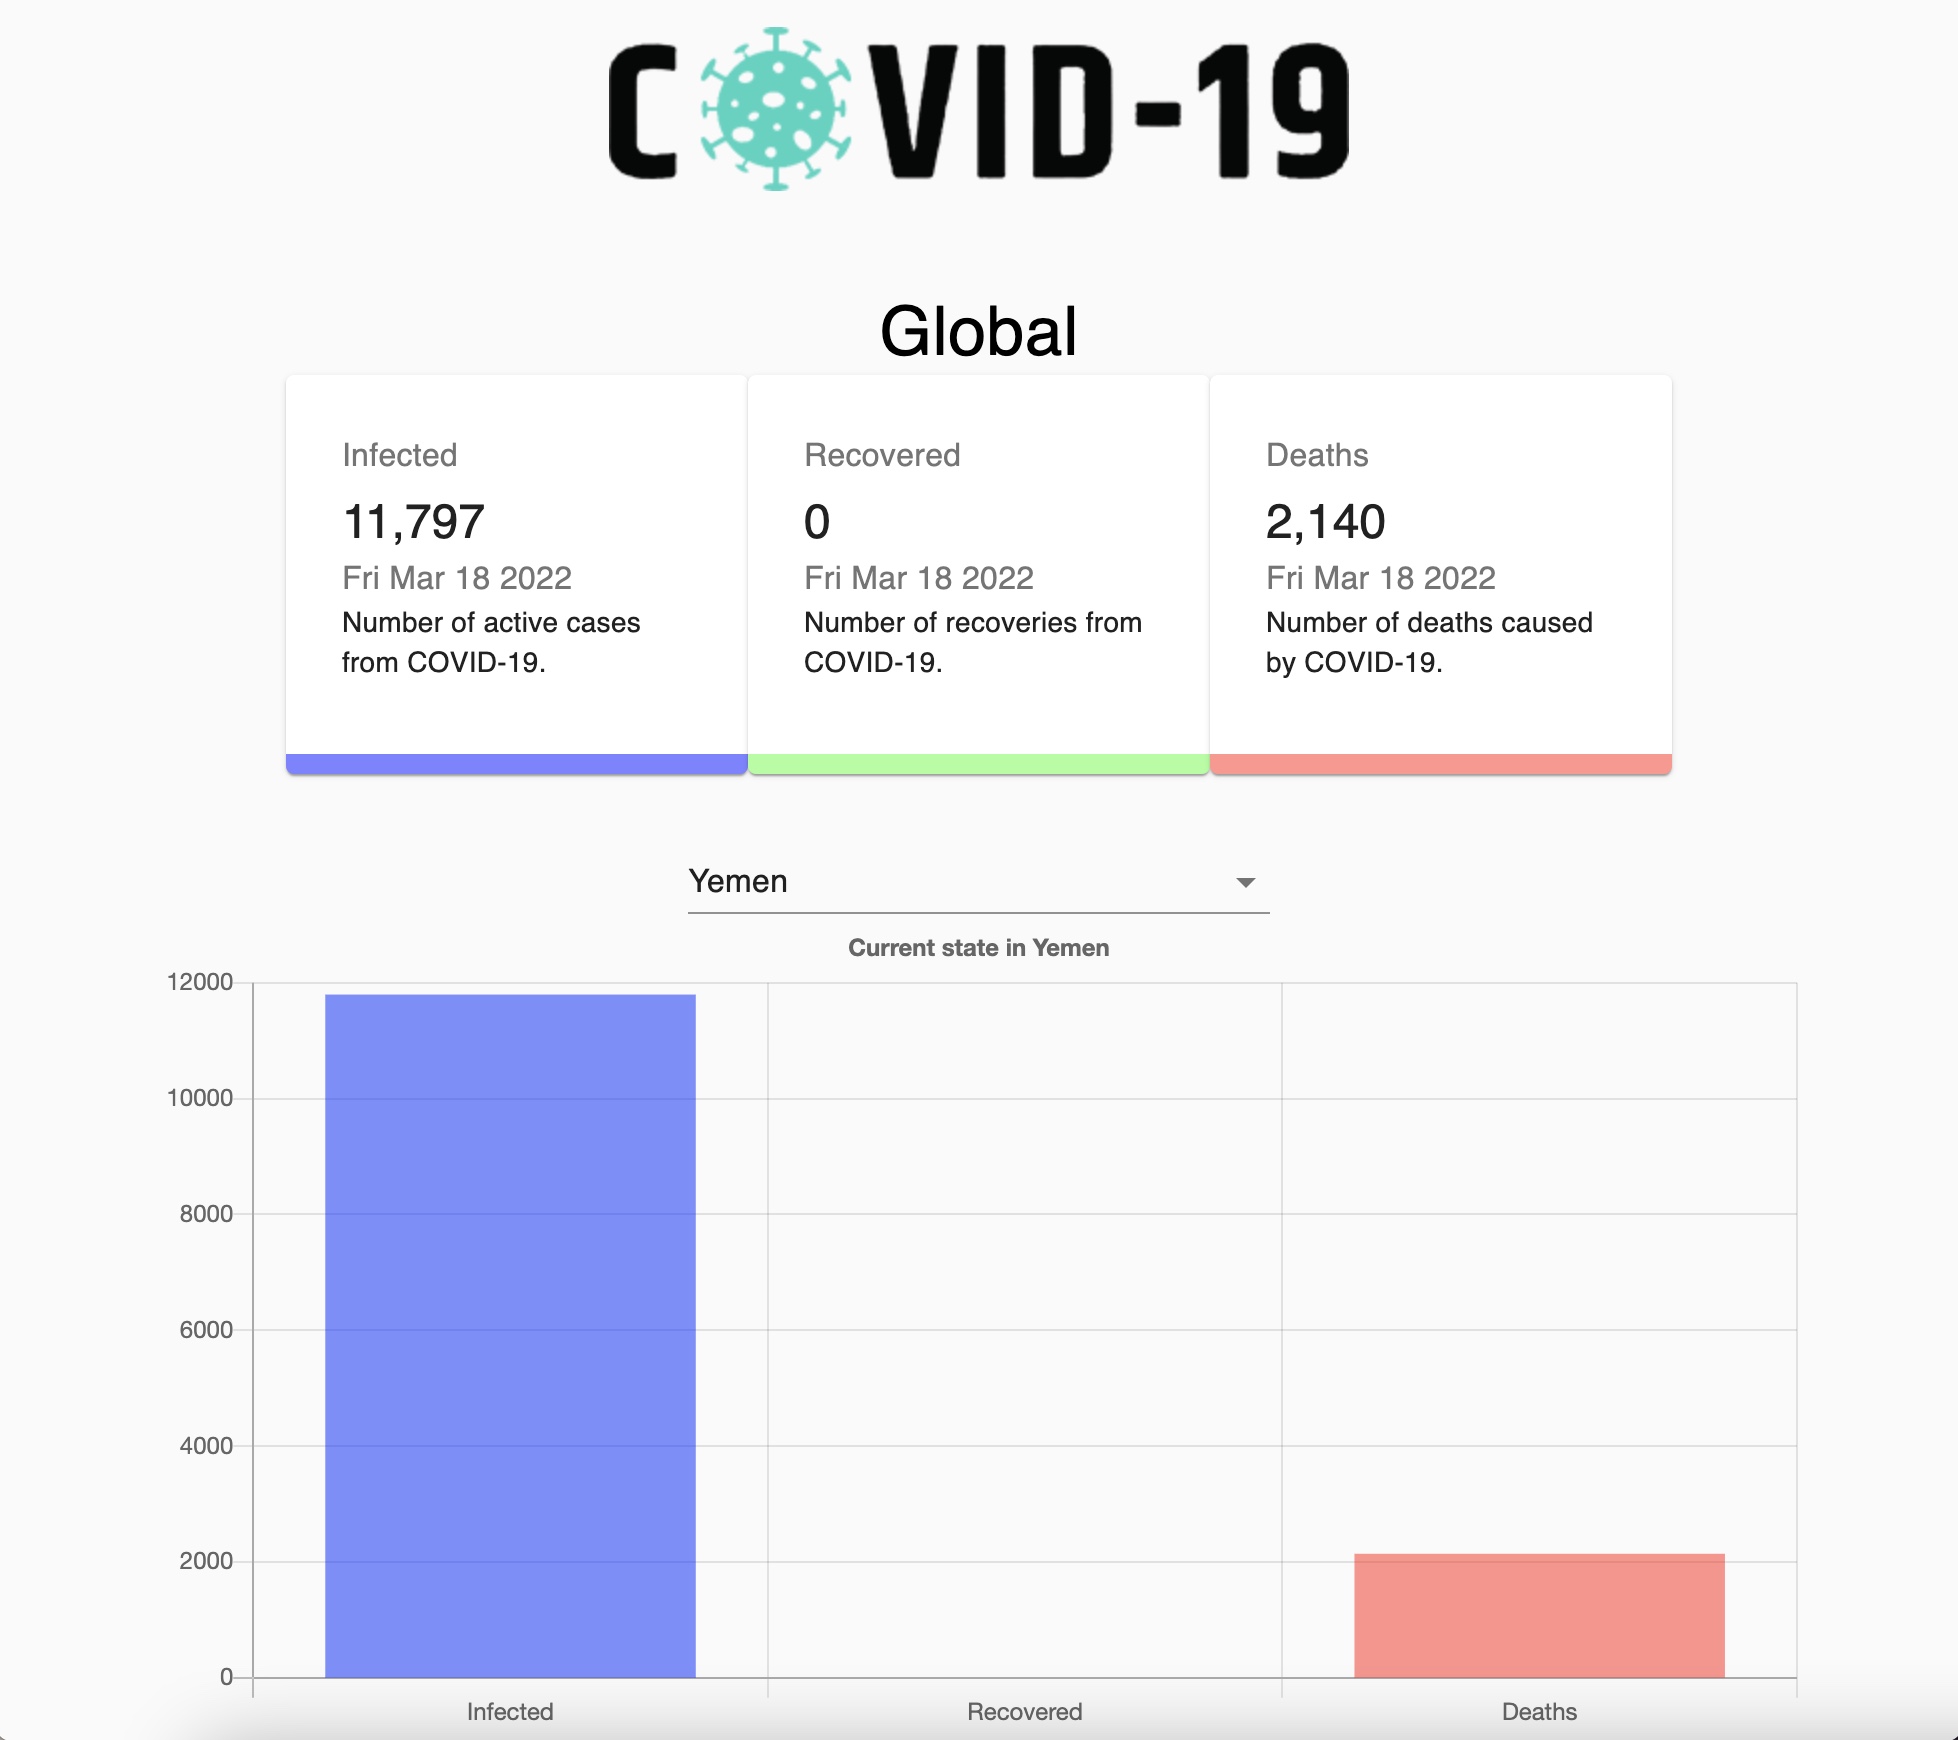 COVID-19
Global
Infected
11,797
Fri Mar 18 2022
Number of active cases
from COVID-19.
Recovered
0
Fri Mar 18 2022
Number of recoveries from
COVID-19.
Deaths
2,140
Fri Mar 18 2022
Number of deaths caused
by COVID-19.
Yemen
Current state in Yemen
12000
10000
8000
6000
4000
2000
0
Infected
Recovered
Deaths